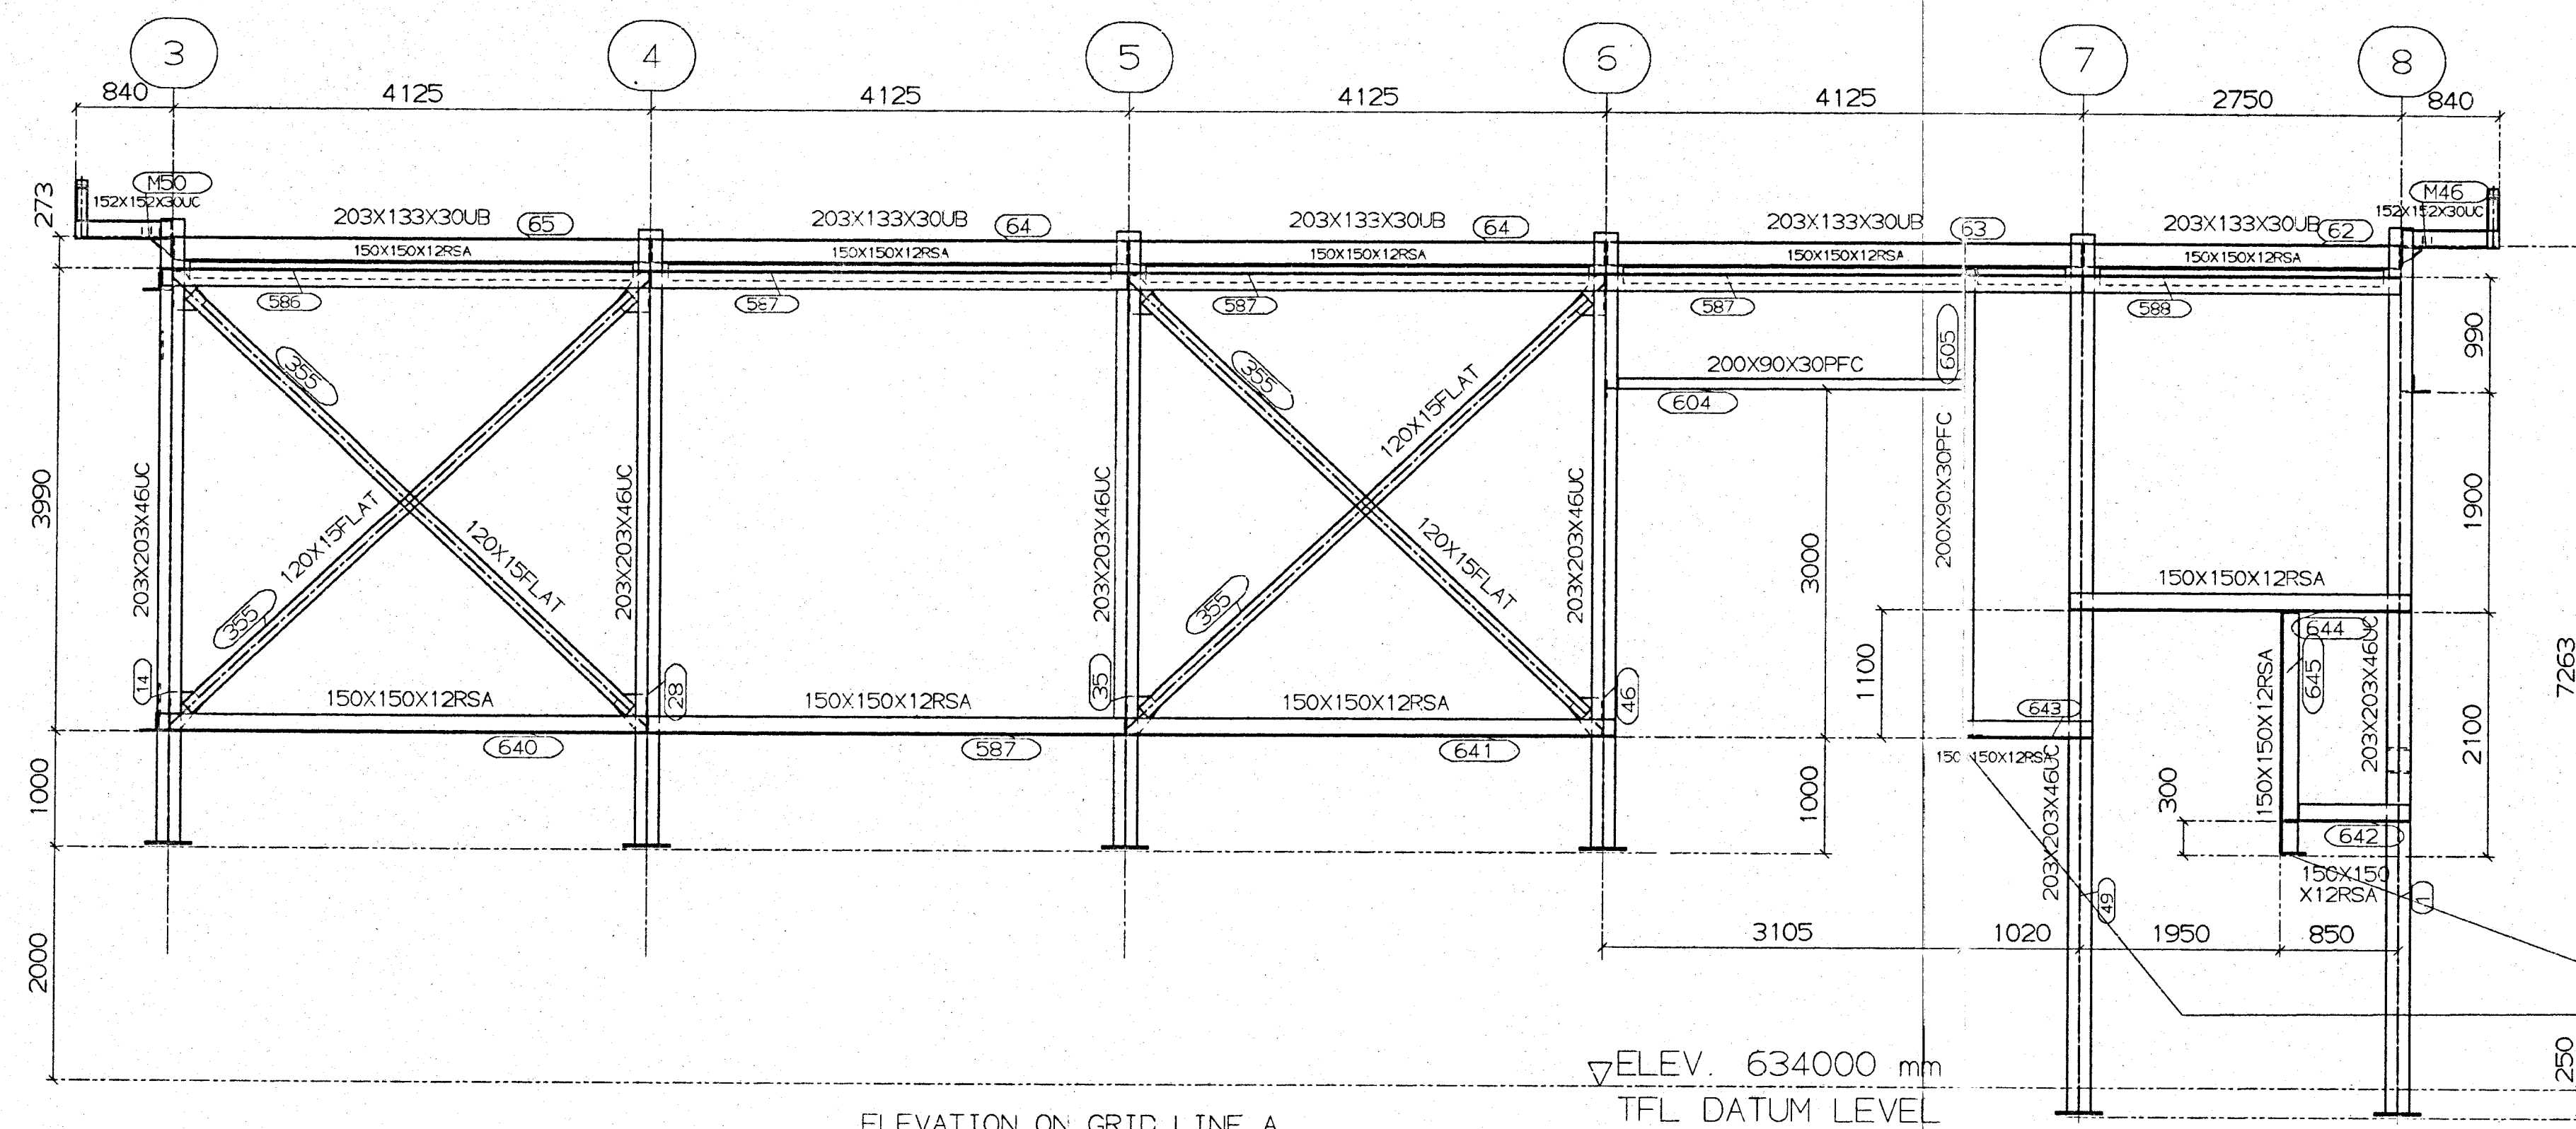 3 4 5 6 7 8
840 4125 4125 4125 4125 2750 840
M50 M46
152X152X30UC 152X152X30UC
273
203X133X30UB 65 203X133X30UB 64 203X133X30UB 64 203X133X30UB 63 203X133X30UB 62
150X150X12RSA 150X150X12RSA 150X150X12RSA 150X150X12RSA 150X150X12RSA
586 587 587 587 588
990
605
355 355
200X90X30PFC
604
120X15FLAT
200X90X30PFC
3990
203X203X46UC 203X203X46UC 203X203X46UC 203X203X46UC
1900
120X15FLAT 120X15FLAT 120X15FLAT
3000
150X150X12RSA
355 355
644
1100
645
203X203X46UC
150X150X12RSA
7263
14 28 35 46
150X150X12RSA 150X150X12RSA 150X150X12RSA
643
2100
640 587 641
150X150X12RSA
1000 1000
300
203X203X46UC
642
150X150
X12RSA
49 1
3105 1020 1950 850
2000
ELEV. 634000 mm
TFL DATUM LEVEL
250
ELEVATION ON GRID LINE A